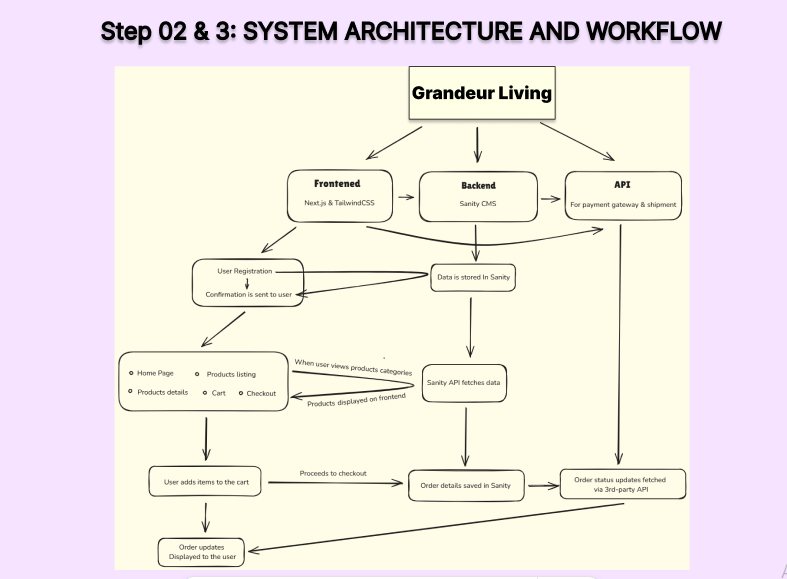 Step 02 & 3: SYSTEM ARCHITECTURE AND WORKFLOW
Grandeur Living
Frontened
Next.js & TailwindCSS
Backend
Sanity CMS
API
For payment gateway & shipment
User Registration
Confirmation is sent to user
Data is stored In Sanity
Home Page
Products listing
Products details
Cart
Checkout
When user views products categories
Products displayed on frontend
Sanity API fetches data
User adds items to the cart
Proceeds to checkout
Order details saved in Sanity
Order status updates fetched
via 3rd-party API
Order updates
Displayed to the user